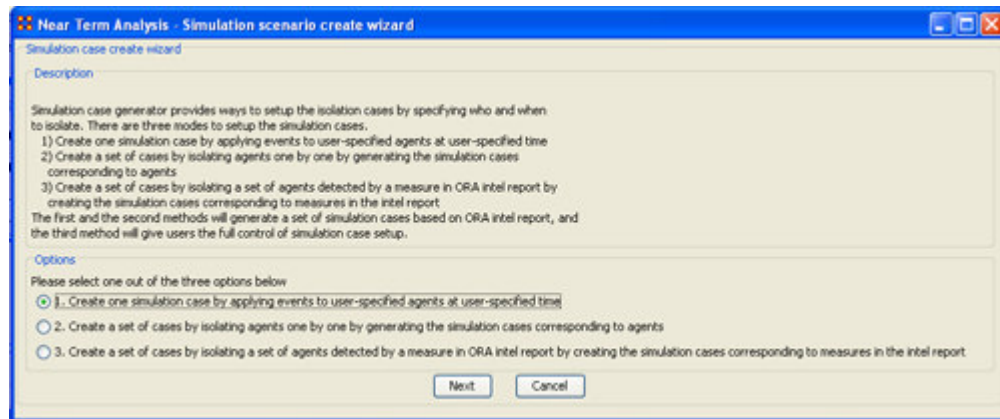 Near Term Analysis - Simulation scenario create wizard
Simulation case create wizard
Description
Simulation case generator provides ways to setup the isolation cases by specifying who and when
to isolate. There are three modes to setup the simulation cases.
1) Create one simulation case by applying events to user-specified agents at user-specified time
2) Create a set of cases by isolating agents one by one by generating the simulation cases
corresponding to agents
3) Create a set of cases by isolating a set of agents detected by a measure in ORA intel report by
creating the simulation cases corresponding to measures in the intel report
The first and the second methods will generate a set of simulation cases based on ORA intel report, and
the third method will give users the full control of simulation case setup.
Options
Please select one out of the three options below
1. Create one simulation case by applying events to user-specified agents at user-specified time
2. Create a set of cases by isolating agents one by one by generating the simulation cases corresponding to agents
3. Create a set of cases by isolating a set of agents detected by a measure in ORA intel report by creating the simulation cases corresponding to measures in the intel report
Next Cancel